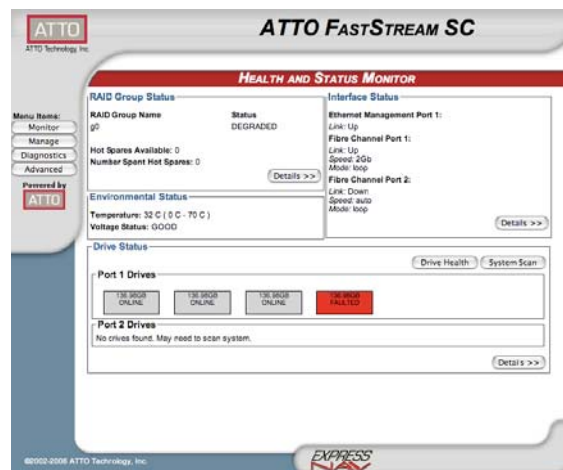 ATTO
ATTO Technology, Inc.
ATTO FASTSTREAM SC
HEALTH AND STATUS MONITOR
Menu Items:
Monitor
Manage
Diagnostics
Advanced
Powered by
ATTO
RAID Group Status
RAID Group Name Status
g0 DEGRADED
Hot Spares Available: 0
Number Spent Hot Spares: 0
Details >>
Environmental Status
Temperature: 32 C ( 0 C - 70 C )
Voltage Status: GOOD
Interface Status
Ethernet Management Port 1:
Link: Up
Fibre Channel Port 1:
Link: Up
Speed: 2Gb
Mode: loop
Fibre Channel Port 2:
Link: Down
Speed: auto
Mode: loop
Details >>
Drive Status
Drive Health System Scan
Port 1 Drives
136.98GB ONLINE
136.98GB ONLINE
136.98GB ONLINE
136.98GB FAULTED
Port 2 Drives
No drives found. May need to scan system.
Details >>
©2002-2006 ATTO Technology, Inc.
EXPRESS
NAV